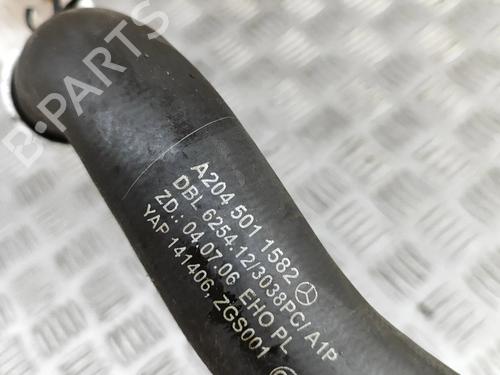 B-PARTS
A204 501 1582
DBL 6254.12/3038PC/A1P
ZD.: 04.07.06 EHO PL
YAP 141406, ZGS001